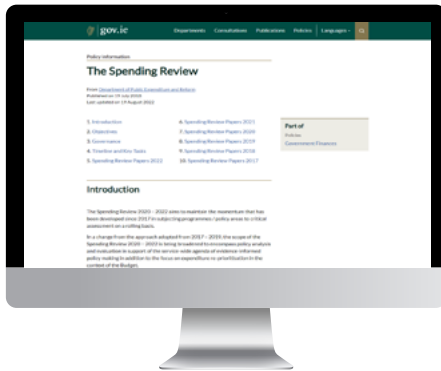 gov.ie
Departments Consultations Publications Policies Languages
Policy Information
The Spending Review
From Department of Public Expenditure and Reform
Published on 19 July 2019
Last updated on 19 August 2022
1. Introduction
2. Objectives
3. Governance
4. Timeline and Key Tasks
5. Spending Review Papers 2022
6. Spending Review Papers 2021
7. Spending Review Papers 2020
8. Spending Review Papers 2019
9. Spending Review Papers 2018
10. Spending Review Papers 2017
Part of
Policies
Government Finances
Introduction
The Spending Review 2020 – 2022 aims to maintain the momentum that has
been developed since 2017 in subjecting programmes / policy areas to critical
assessment on a rolling basis.
In a change from the approach adopted from 2017 – 2019, the scope of the
Spending Review 2020 – 2022 is being broadened to encompass policy analysis
and evaluation in support of the service-wide agenda of evidence informed
policy making in addition to the focus on expenditure re-prioritisation in the
context of the Budget.